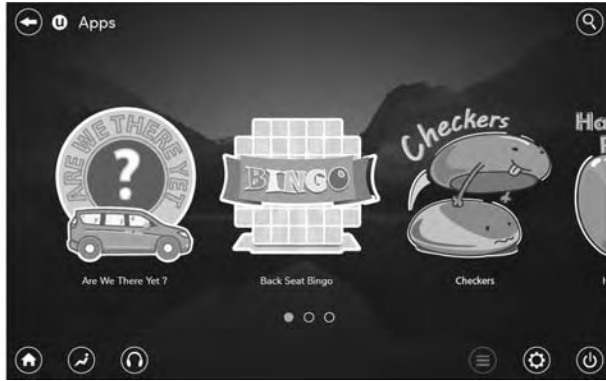 u Apps
ARE WE THERE YET
?
BINGO
Checkers
Are We There Yet ?
Back Seat Bingo
Checkers